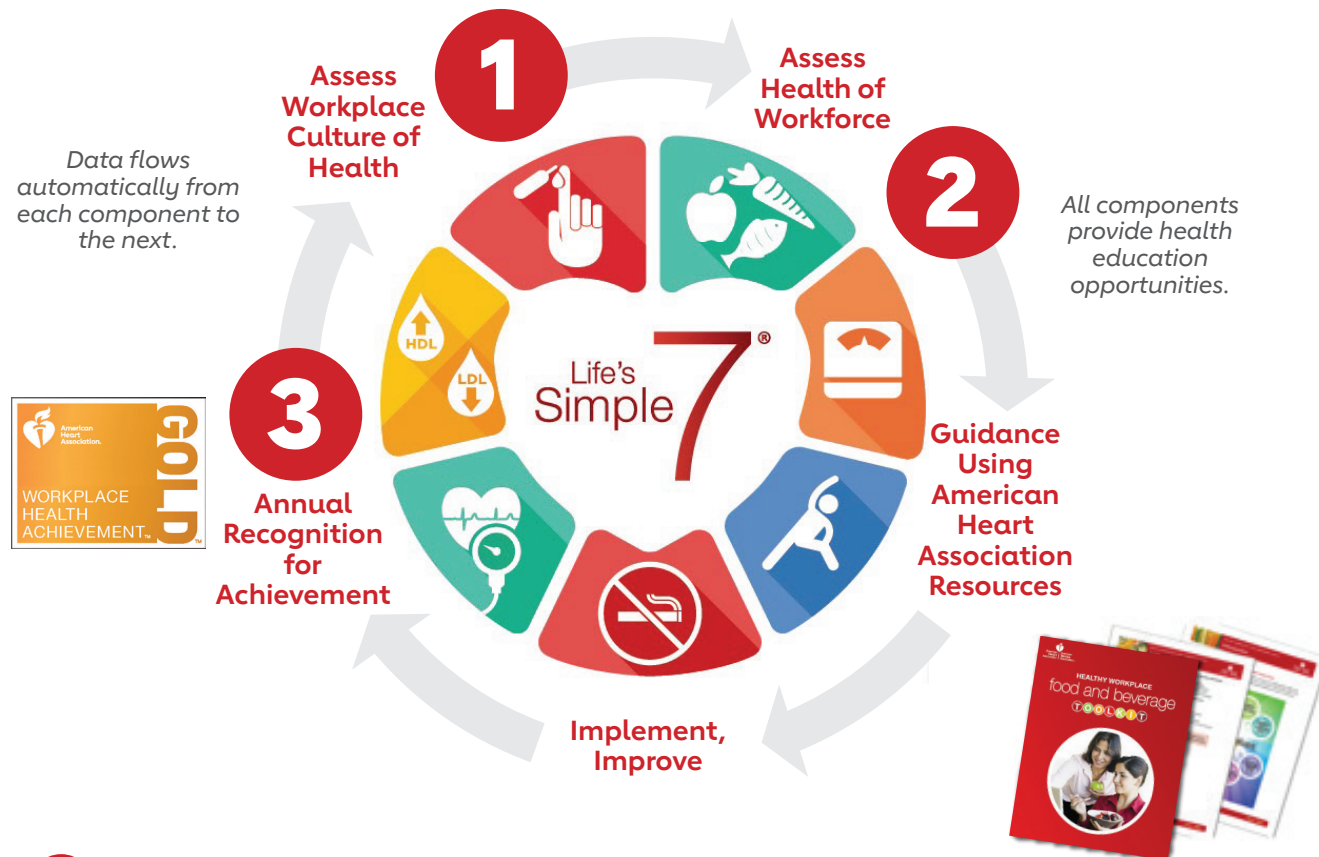 1
Assess
Workplace
Culture of
Health
Assess
Health of
Workforce
2
Data flows
automatically from
each component to
the next.
All components
provide health
education
opportunities.
HDL
LDL
Life's
Simple 7®
3
American
Heart
Association®
GOLD™
WORKPLACE
HEALTH
ACHIEVEMENT™
Annual
Recognition
for
Achievement
Guidance
Using
American
Heart
Association
Resources
Implement,
Improve
HEALTHY WORKPLACE
food and beverage
TOOLKIT